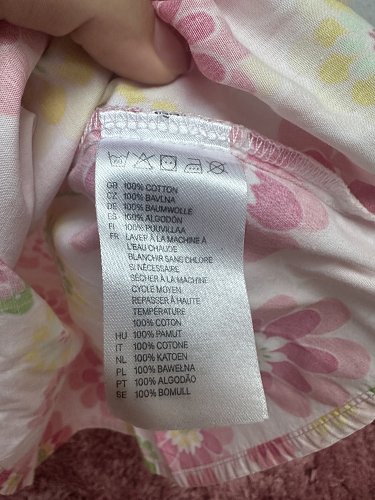 GR 100% COTTON
CZ 100% BAVLNA
DE 100% BAUMWOLLE
ES 100% ALGODÓN
FI 100% PUUVILLAA
FR LAVER À LA MACHINE À
L'EAU CHAUDE
BLANCHIR SANS CHLORE
SI NÉCESSAIRE
SÉCHER À LA MACHINE
CYCLE MOYEN
REPASSER À HAUTE
TEMPÉRATURE
100% COTON
HU 100% PAMUT
IT 100% COTONE
NL 100% KATOEN
PL 100% BAWEŁNA
PT 100% ALGODÃO
SE 100% BOMULL